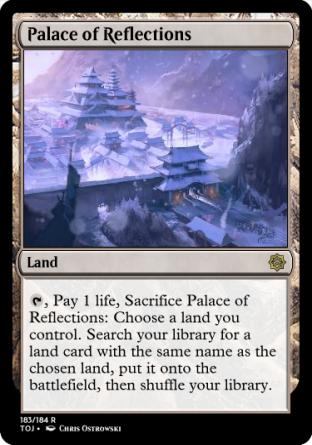 Palace of Reflections
Land
, Pay 1 life, Sacrifice Palace of
Reflections: Choose a land you
control. Search your library for a
land card with the same name as the
chosen land, put it onto the
battlefield, then shuffle your library.
183/184 R
TOJ • Chris Ostrowski